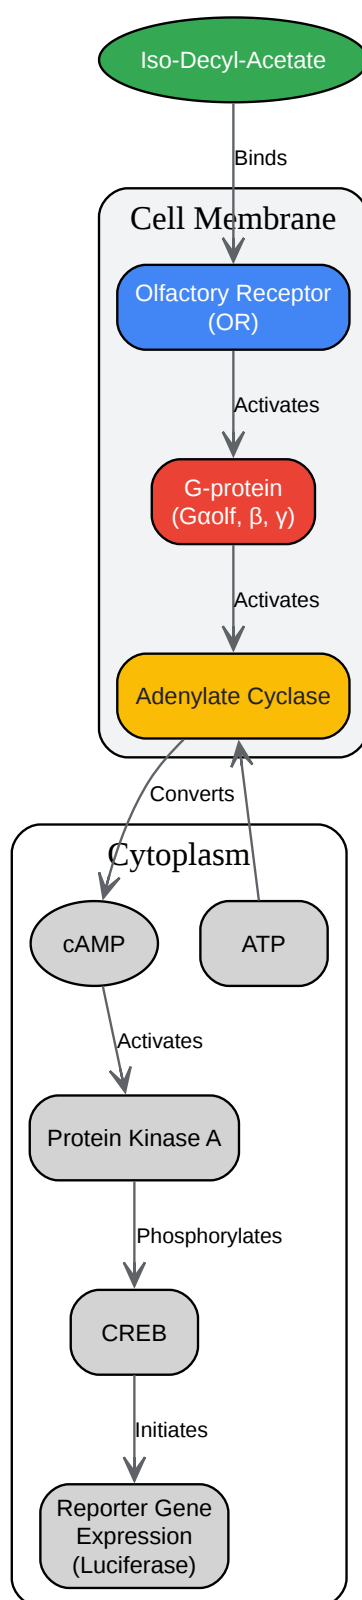 Iso-Decyl-Acetate
Binds
Cell Membrane
Olfactory Receptor
(OR)
Activates
G-protein
(Gαolf, β, γ)
Activates
Adenylate Cyclase
Converts
Cytoplasm
cAMP
ATP
Activates
Protein Kinase A
Phosphorylates
CREB
Initiates
Reporter Gene
Expression
(Luciferase)